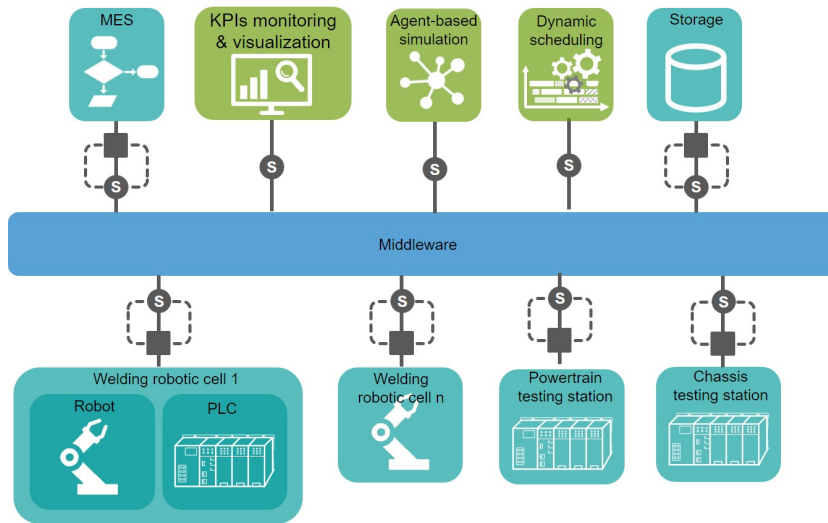 MES
KPIs monitoring
& visualization
Agent-based
simulation
Dynamic
scheduling
Storage
S
S
S
S
S
Middleware
S
S
S
S
Welding robotic cell 1
Robot
PLC
Welding
robotic cell n
Powertrain
testing station
Chassis
testing station